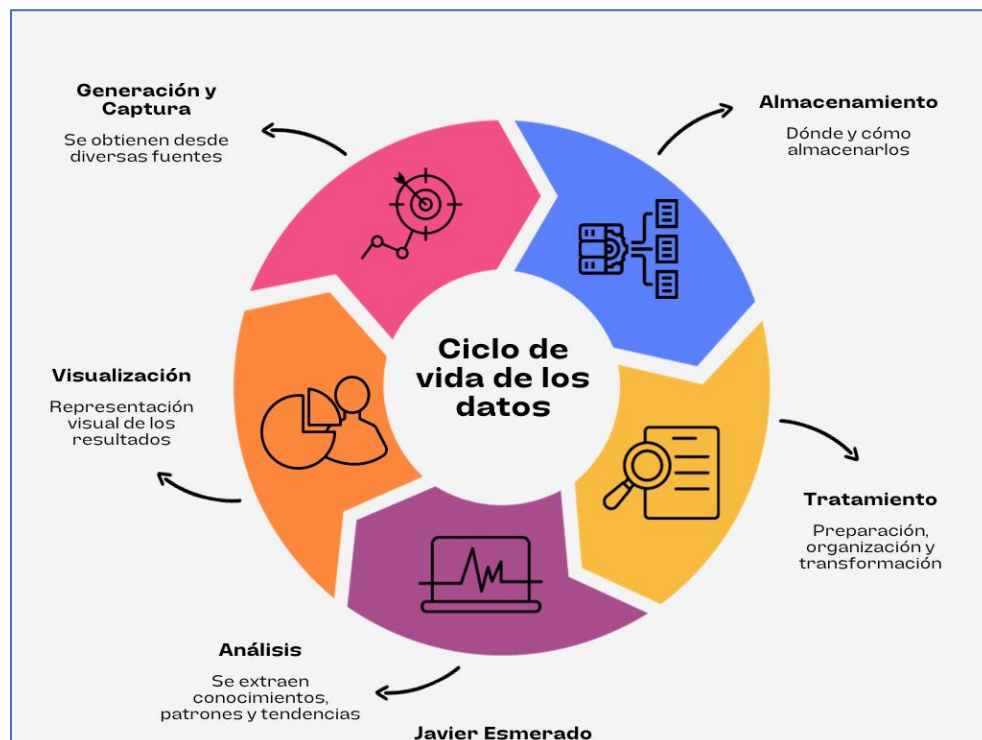 Generación y
Captura
Se obtienen desde
diversas fuentes
Almacenamiento
Dónde y cómo
almacenarlos
Ciclo de
vida de los
datos
Visualización
Representación
visual de los
resultados
Tratamiento
Preparación,
organización y
transformación
Análisis
Se extraen
conocimientos,
patrones y tendencias
Javier Esmerado